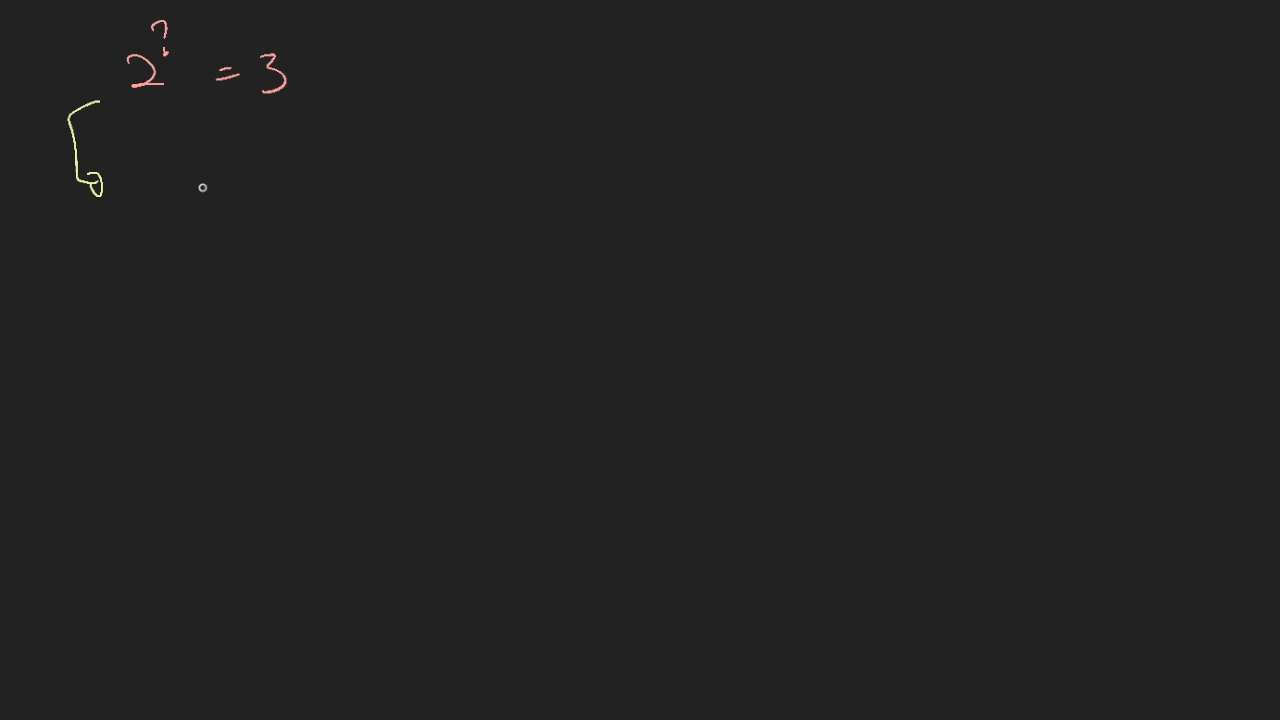 2^? = 3